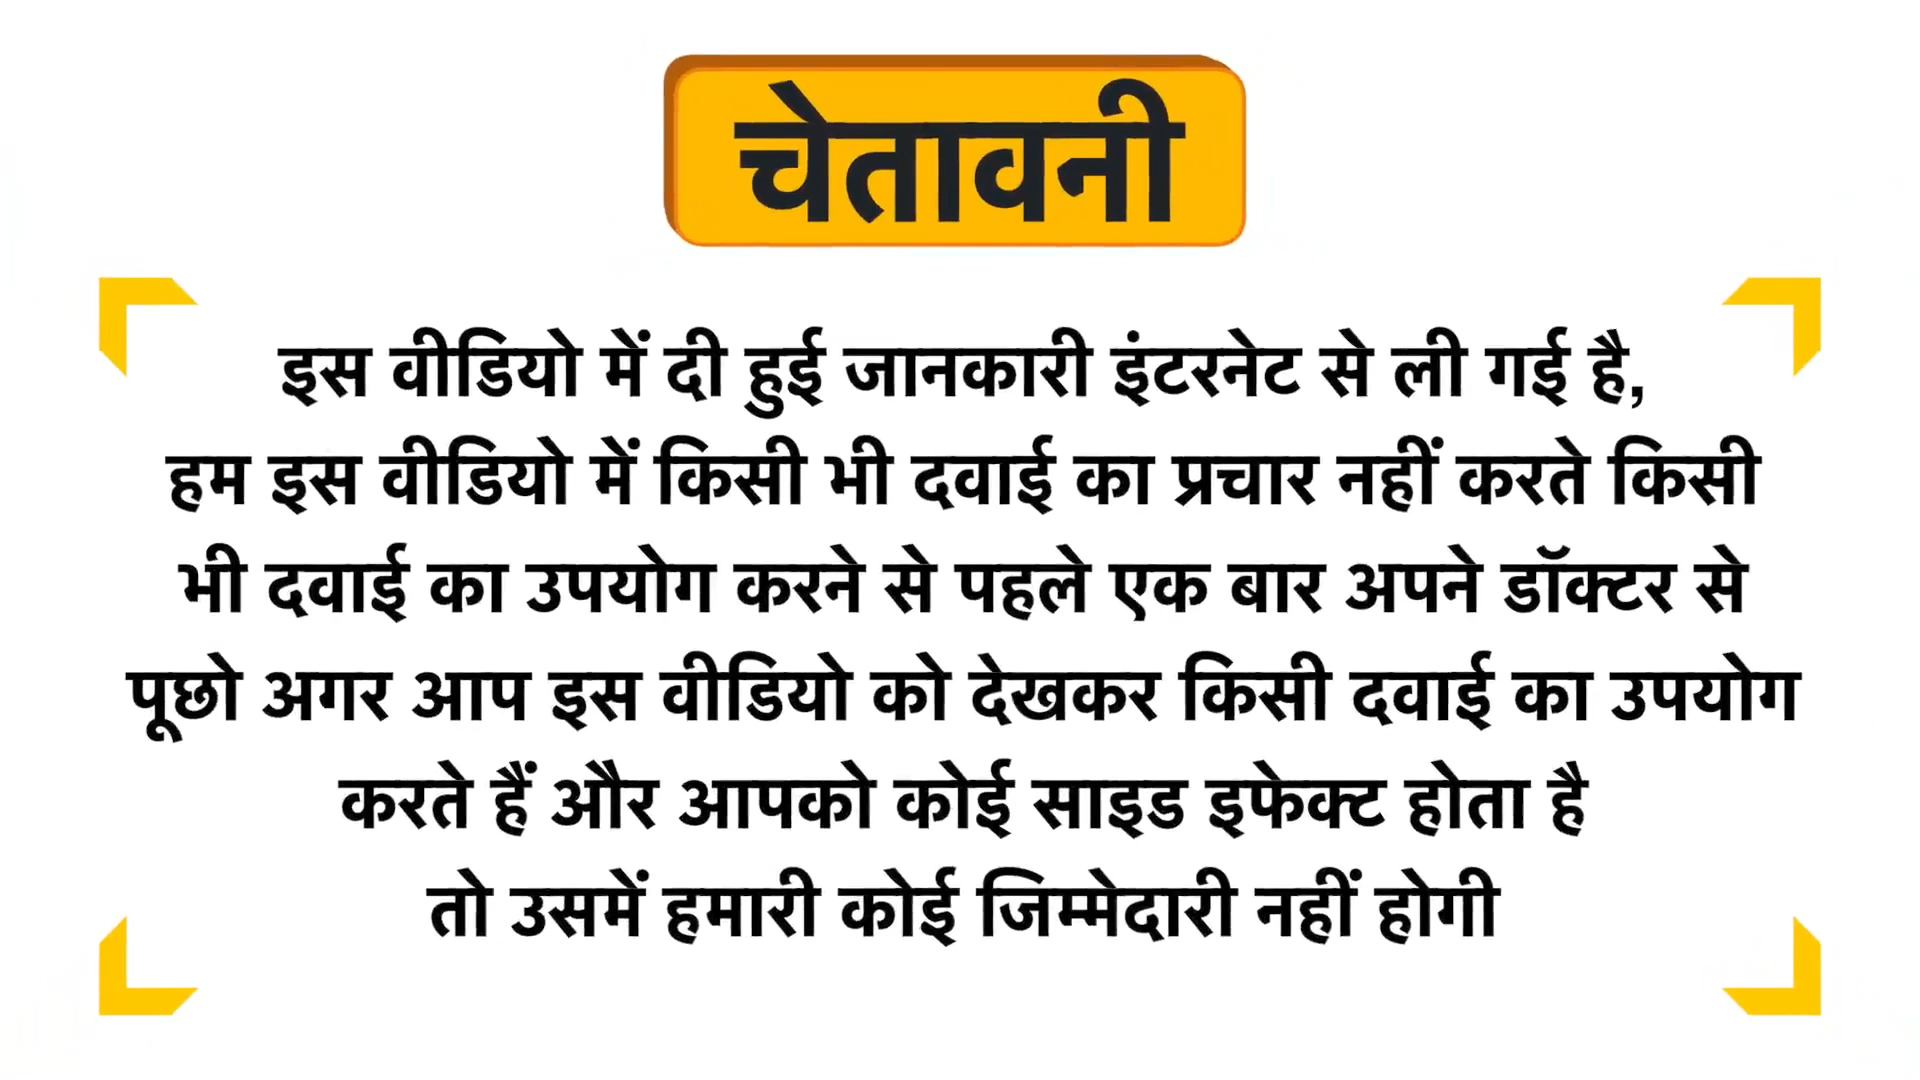 चेतावनी
इस वीडियो में दी हुई जानकारी इंटरनेट से ली गई है,
हम इस वीडियो में किसी भी दवाई का प्रचार नहीं करते किसी
भी दवाई का उपयोग करने से पहले एक बार अपने डॉक्टर से
पूछो अगर आप इस वीडियो को देखकर किसी दवाई का उपयोग
करते हैं और आपको कोई साइड इफेक्ट होता है
तो उसमें हमारी कोई जिम्मेदारी नहीं होगी